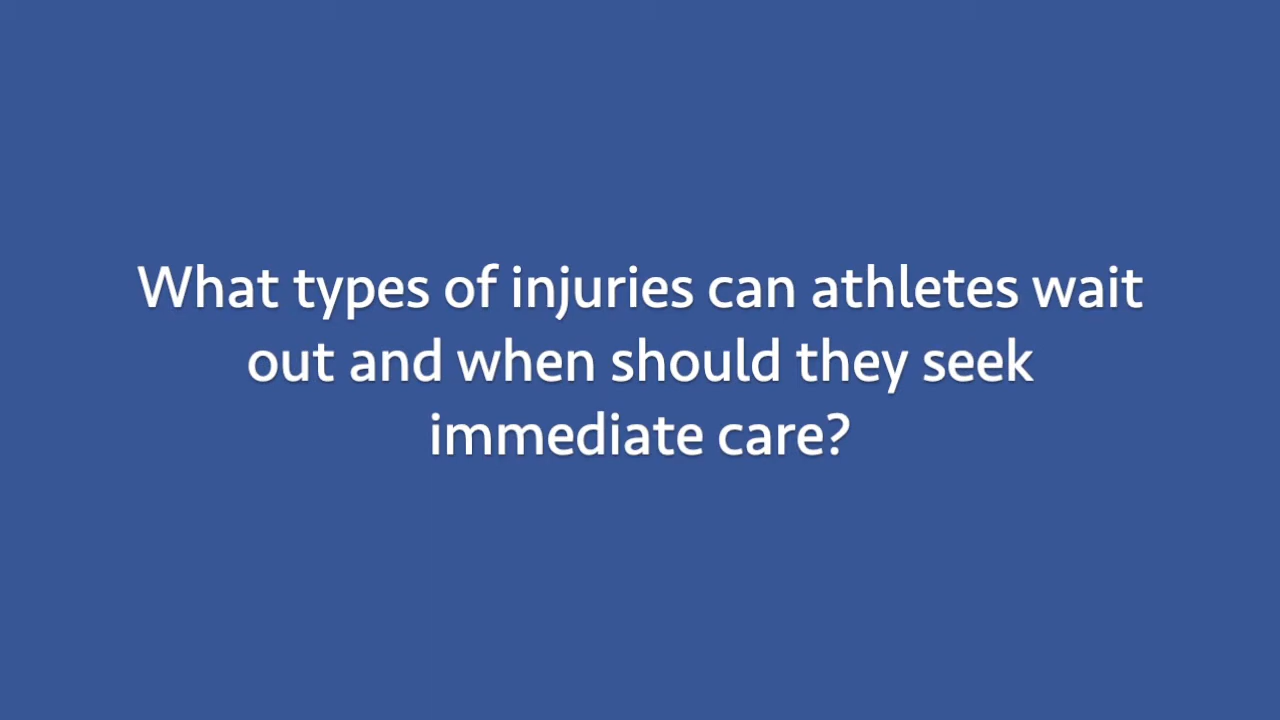 What types of injuries can athletes wait
out and when should they seek
immediate care?